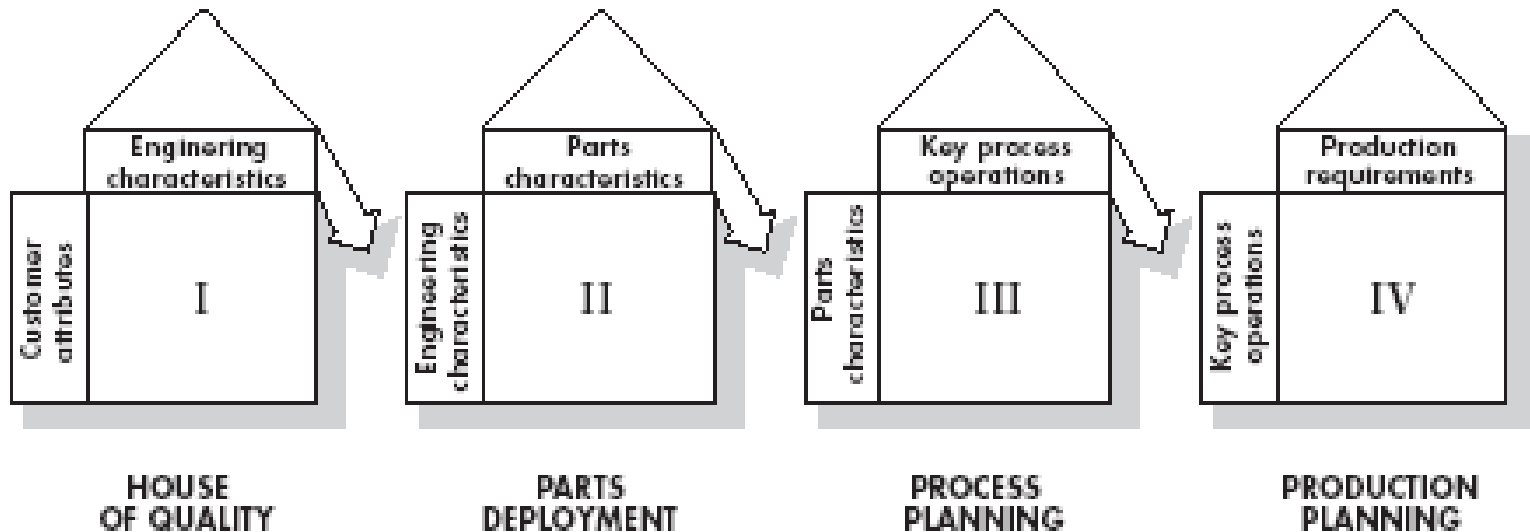 Enginering
characteristics
Customer
attributes
I
HOUSE
OF QUALITY
Parts
characteristics
Engineering
characteristics
II
PARTS
DEPLOYMENT
Key process
operations
Parts
characteristics
III
PROCESS
PLANNING
Production
requirements
Key process
operations
IV
PRODUCTION
PLANNING